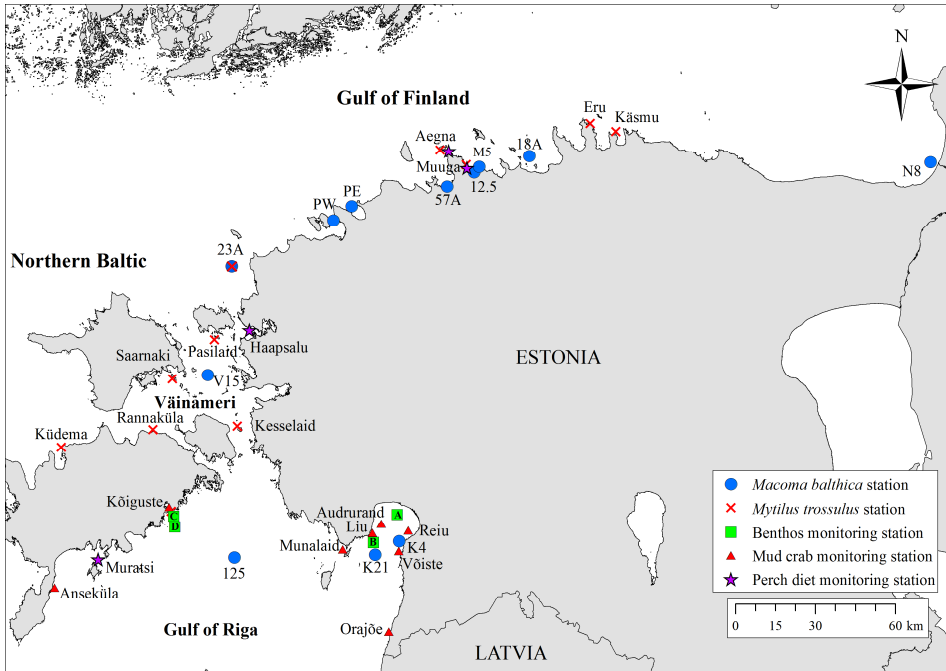 N
Gulf of Finland
Eru
Käsmu
Aegna
M5
18A
Muuga
12.5
N8
57A
PE
PW
23A
Northern Baltic
Haapsalu
Pasilaid
Saarnaki
ESTONIA
V15
Väinameri
Rannaküla
Kesselaid
Küdema
Kõiguste
C
D
Audrurand
A
Liu
Reiu
B
K4
Munalaid
K21
Võiste
Muratsi
125
Anseküla
Gulf of Riga
Orajõe
LATVIA
Macoma balthica station
Mytilus trossulus station
Benthos monitoring station
Mud crab monitoring station
Perch diet monitoring station
0 15 30 60 km